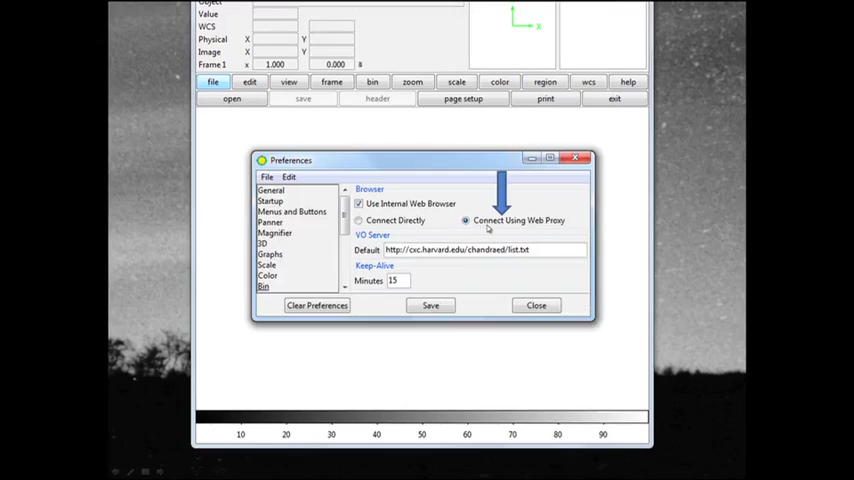 Object
Value
WCS
Physical X Y
Image X Y
Frame 1 x 1.000 0.000 °
file edit view frame bin zoom scale color region wcs help
open save header page setup print exit
X
Preferences
File Edit
General
Startup
Menus and Buttons
Panner
Magnifier
3D
Graphs
Scale
Color
Bin
Browser
Use Internal Web Browser
Connect Directly Connect Using Web Proxy
VO Server
Default http://cxc.harvard.edu/chandraed/list.txt
Keep-Alive
Minutes 15
Clear Preferences Save Close
10 20 30 40 50 60 70 80 90